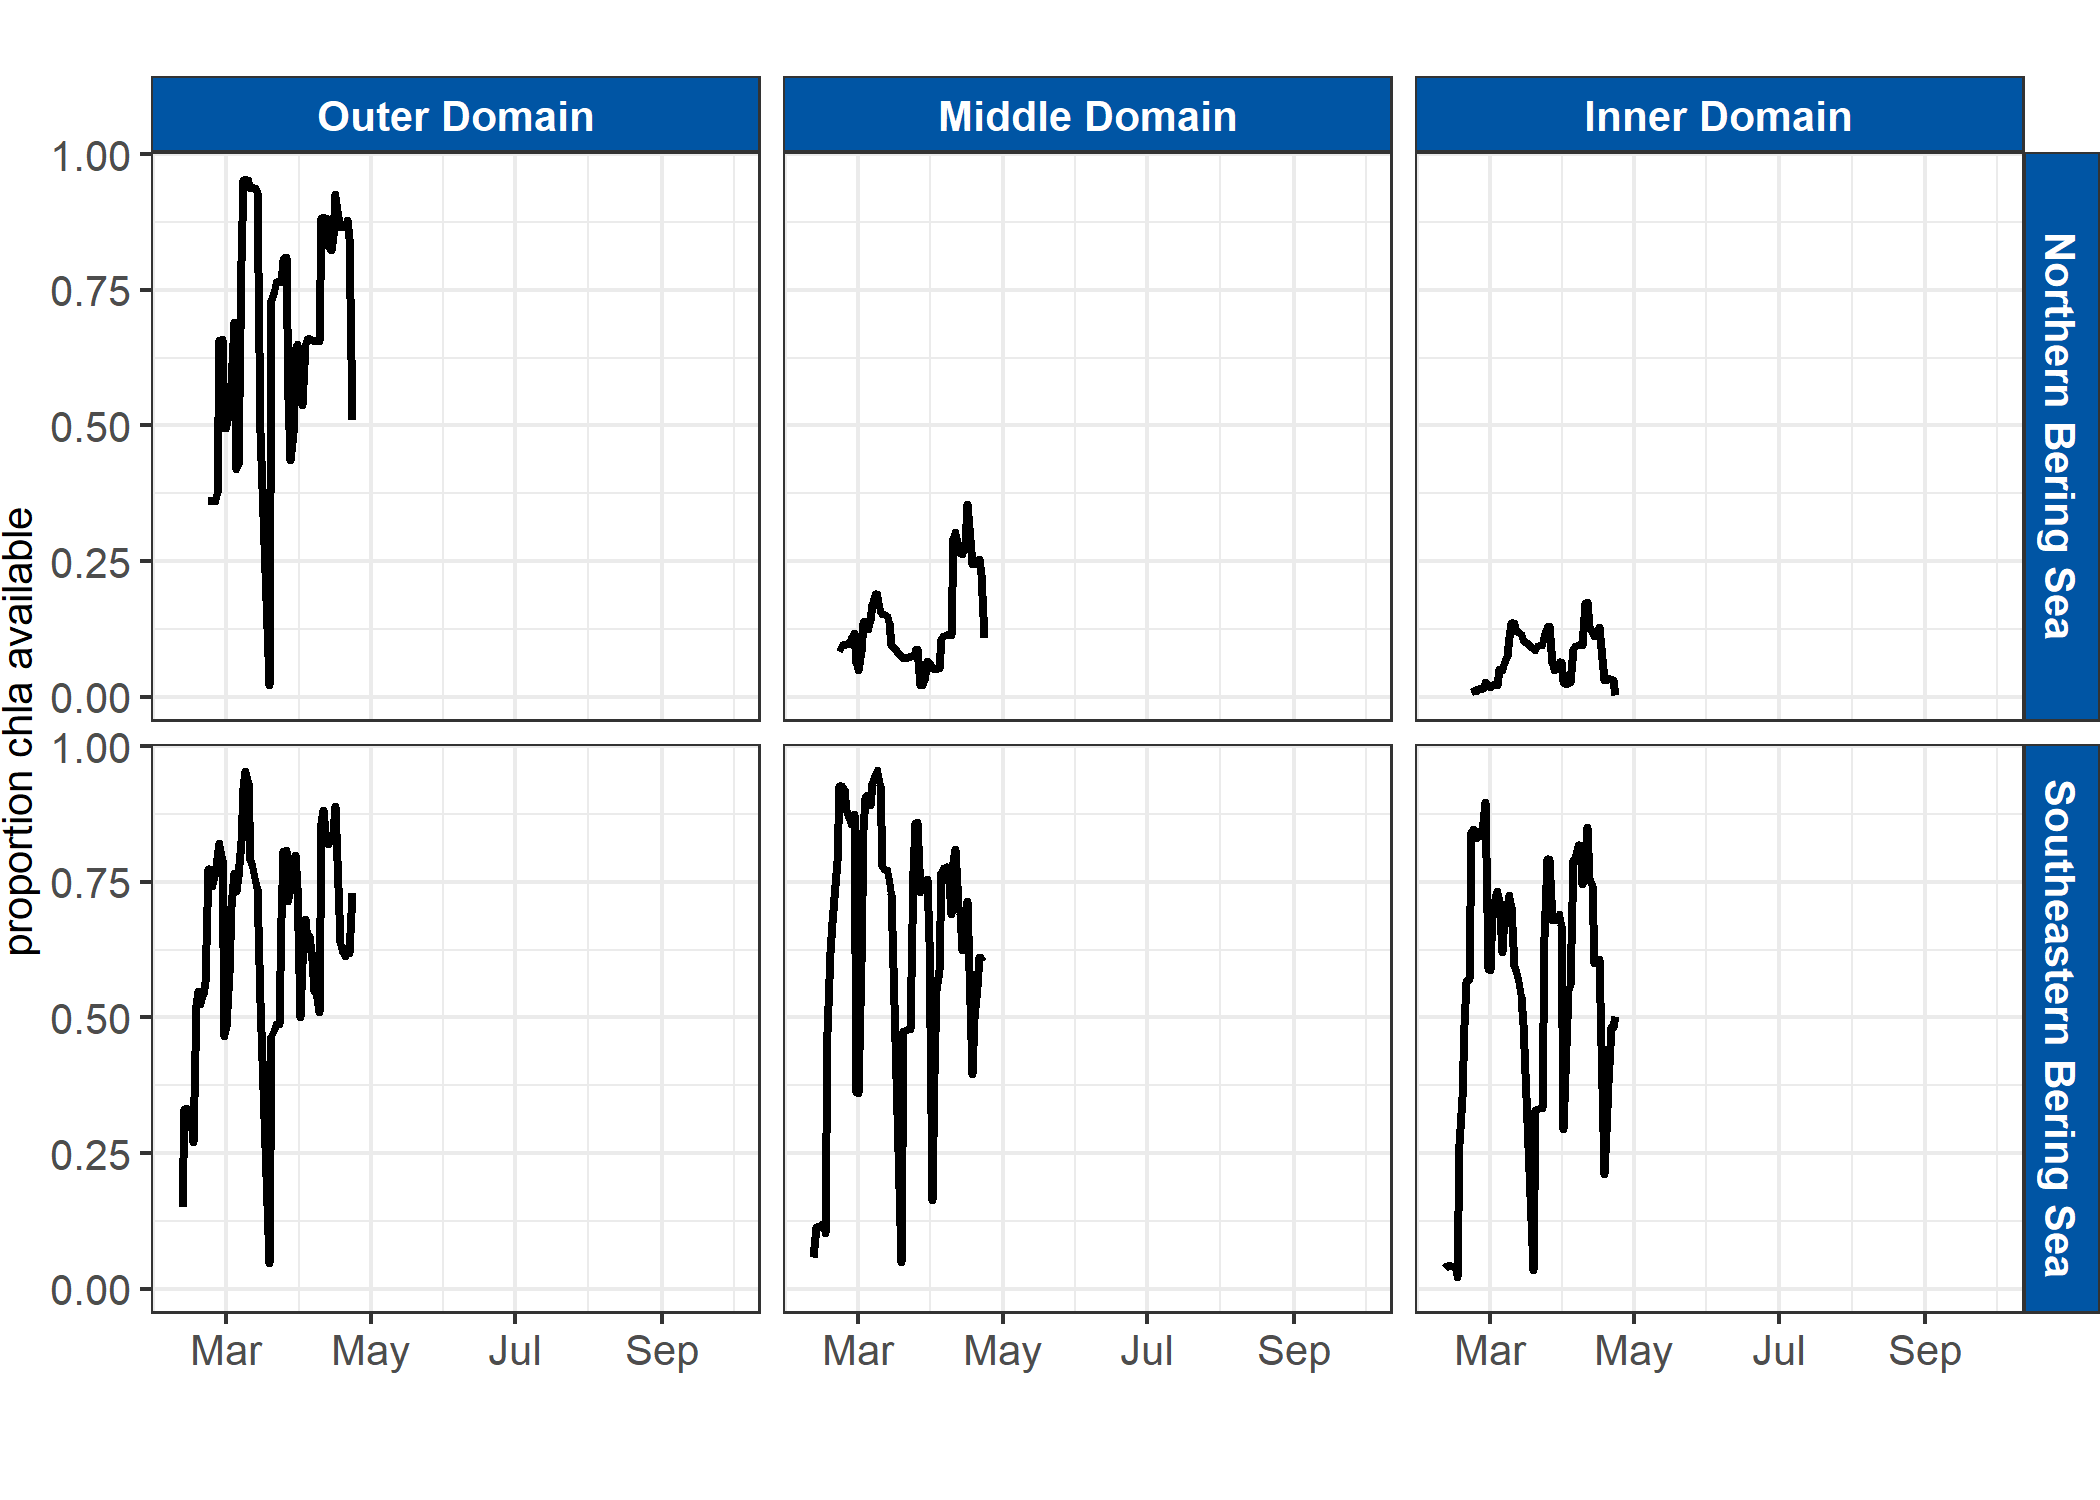 Outer Domain
Middle Domain
Inner Domain
1.00
0.75
0.50
0.25
0.00
Northern Bering Sea
proportion chla available
1.00
0.75
0.50
0.25
0.00
Southeastern Bering Sea
Mar May Jul Sep
Mar May Jul Sep
Mar May Jul Sep